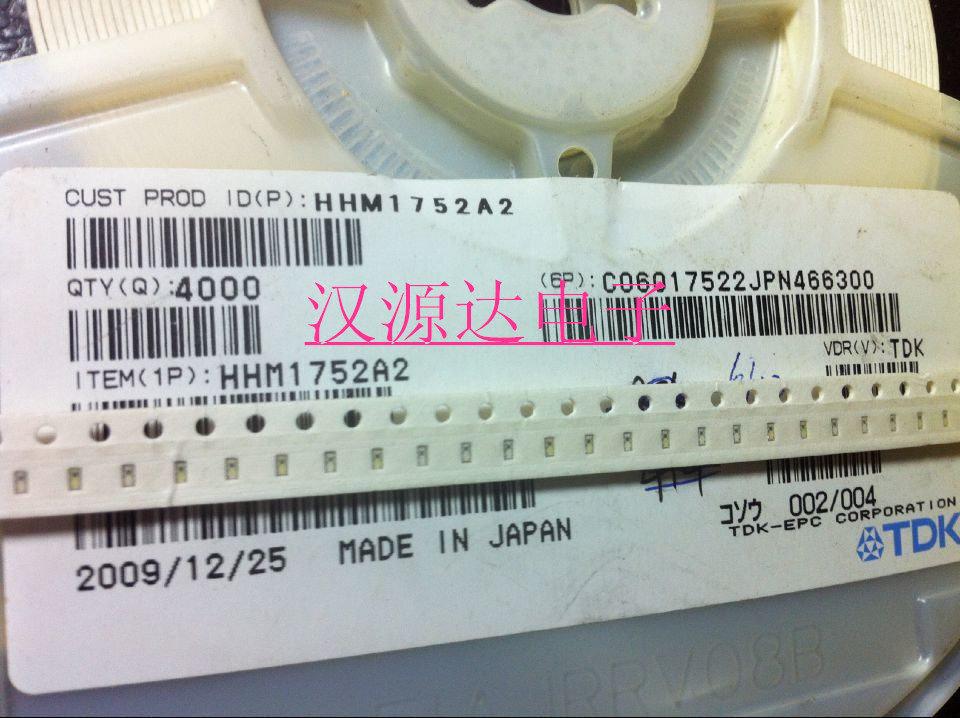 CUST PROD ID(P):HHM1752A2
QTY(Q):4000
(6P):C06017522JPN466300
汉源达电子
VDR(V):TDK
ITEM(1P):HHM1752A2
コソウ 002/004
TDK-EPC CORPORATION
TDK
2009/12/25 MADE IN JAPAN